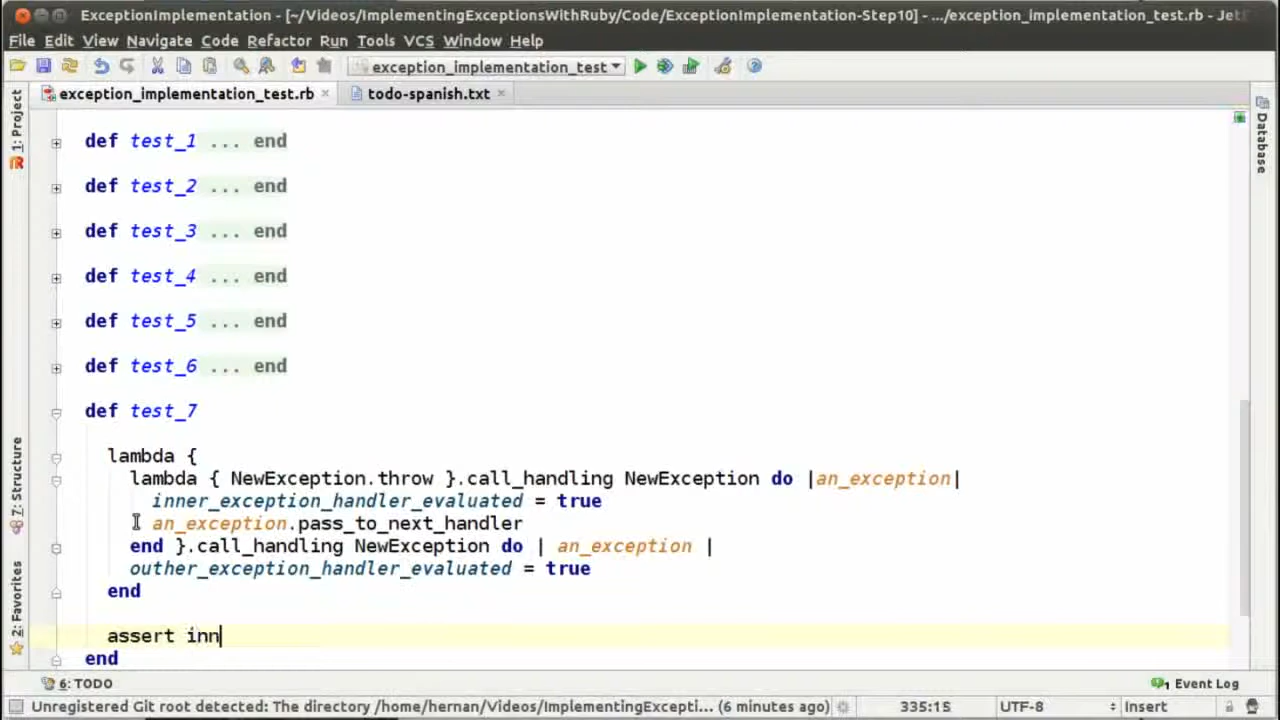 ExceptionImplementation - [~/Videos/ImplementingExceptionsWithRuby/Code/ExceptionImplementation-Step10] - .../exception_implementation_test.rb - JetB
File Edit View Navigate Code Refactor Run Tools VCS Window Help
exception_implementation_test
exception_implementation_test.rb todo-spanish.txt
1: Project
Database
def test_1 ... end
def test_2 ... end
def test_3 ... end
def test_4 ... end
def test_5 ... end
def test_6 ... end
def test_7
lambda {
lambda { NewException.throw }.call_handling NewException do |an_exception|
inner_exception_handler_evaluated = true
an_exception.pass_to_next_handler
end }.call_handling NewException do | an_exception |
outher_exception_handler_evaluated = true
end
assert inn
end
7: Structure
2: Favorites
6: TODO
1 Event Log
Unregistered Git root detected: The directory /home/hernan/Videos/ImplementingExcepti... (6 minutes ago)
335:15 UTF-8 Insert